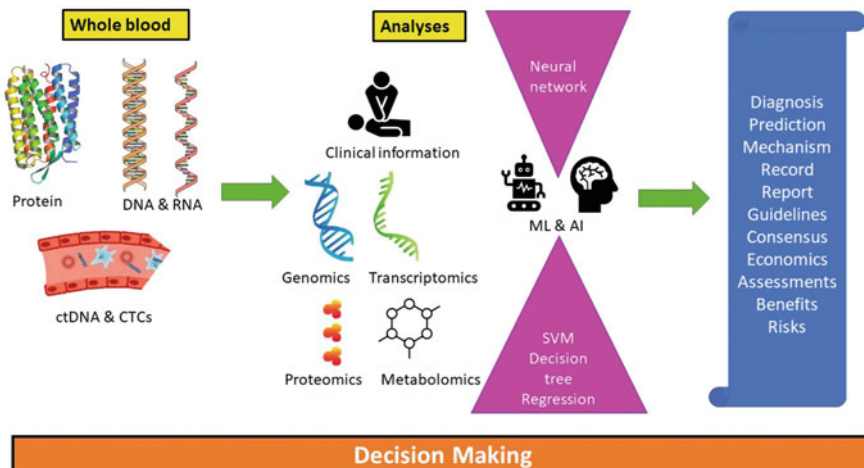 Whole blood
Protein
DNA & RNA
ctDNA & CTCs
Analyses
Clinical information
Genomics
Transcriptomics
Proteomics
Metabolomics
Neural
network
ML & AI
SVM
Decision
tree
Regression
Diagnosis
Prediction
Mechanism
Record
Report
Guidelines
Consensus
Economics
Assessments
Benefits
Risks
Decision Making